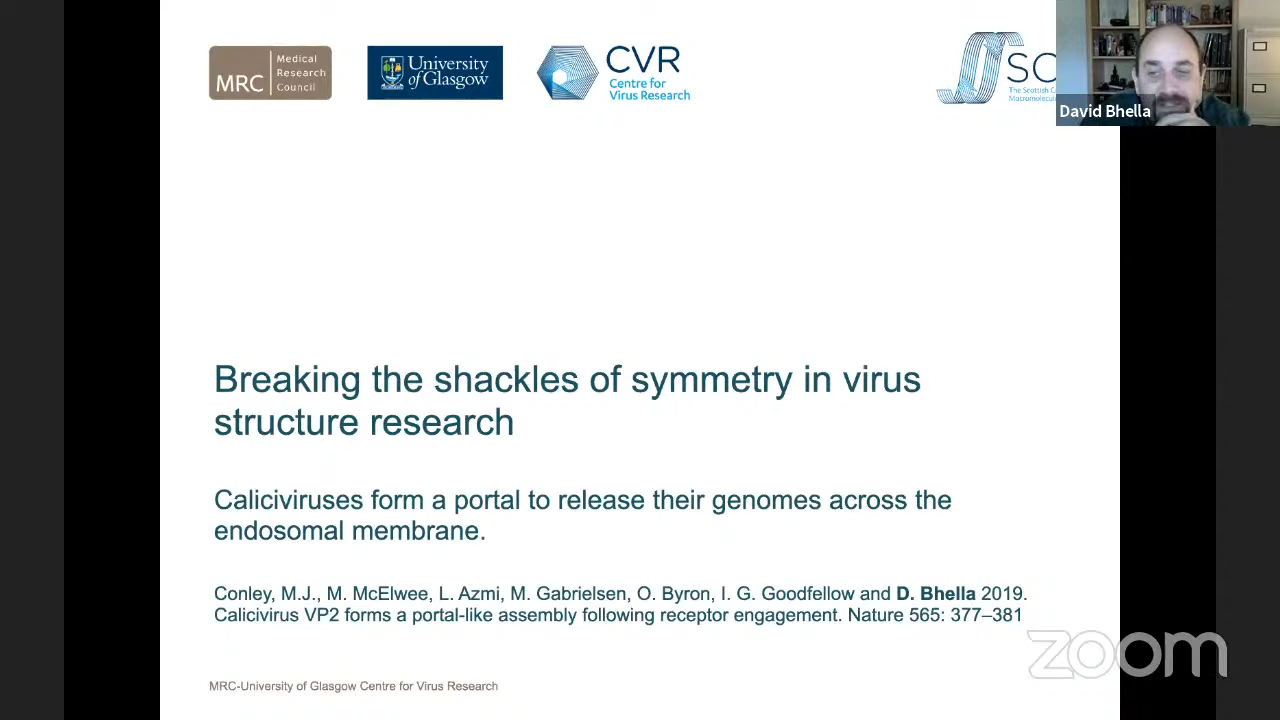 MRC
Medical
Research
Council
University
of Glasgow
CVR
Centre for
Virus Research
The Scottish
David Bhella
Breaking the shackles of symmetry in virus
structure research
Caliciviruses form a portal to release their genomes across the
endosomal membrane.
Conley, M.J., M. McElwee, L. Azmi, M. Gabrielsen, O. Byron, I. G. Goodfellow and D. Bhella 2019.
Calicivirus VP2 forms a portal-like assembly following receptor engagement. Nature 565: 377–381
zoom
MRC-University of Glasgow Centre for Virus Research